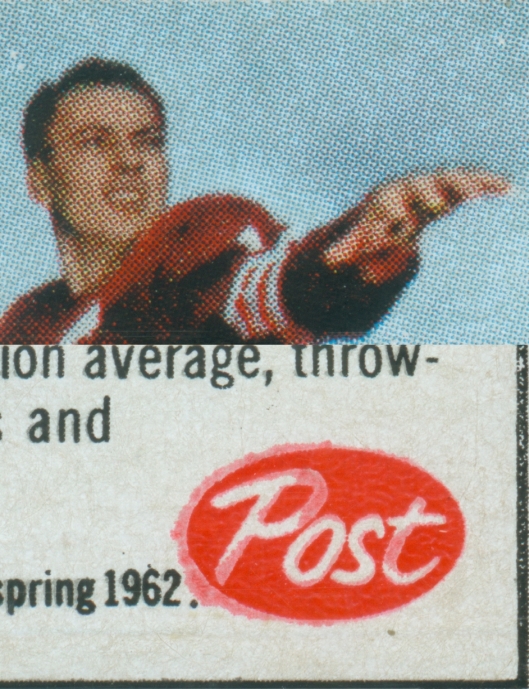 ion average, throw-
and
spring 1962.
Post